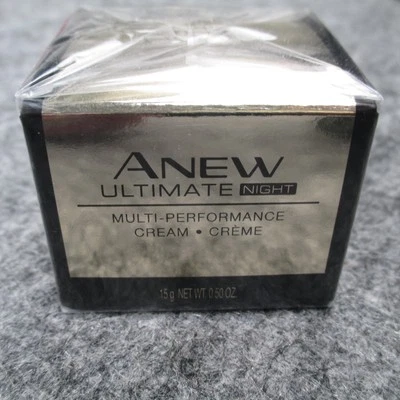 ANEW
ULTIMATE NIGHT
MULTI-PERFORMANCE
CREAM • CRÈME
15 g NET WT. 0.50 OZ.